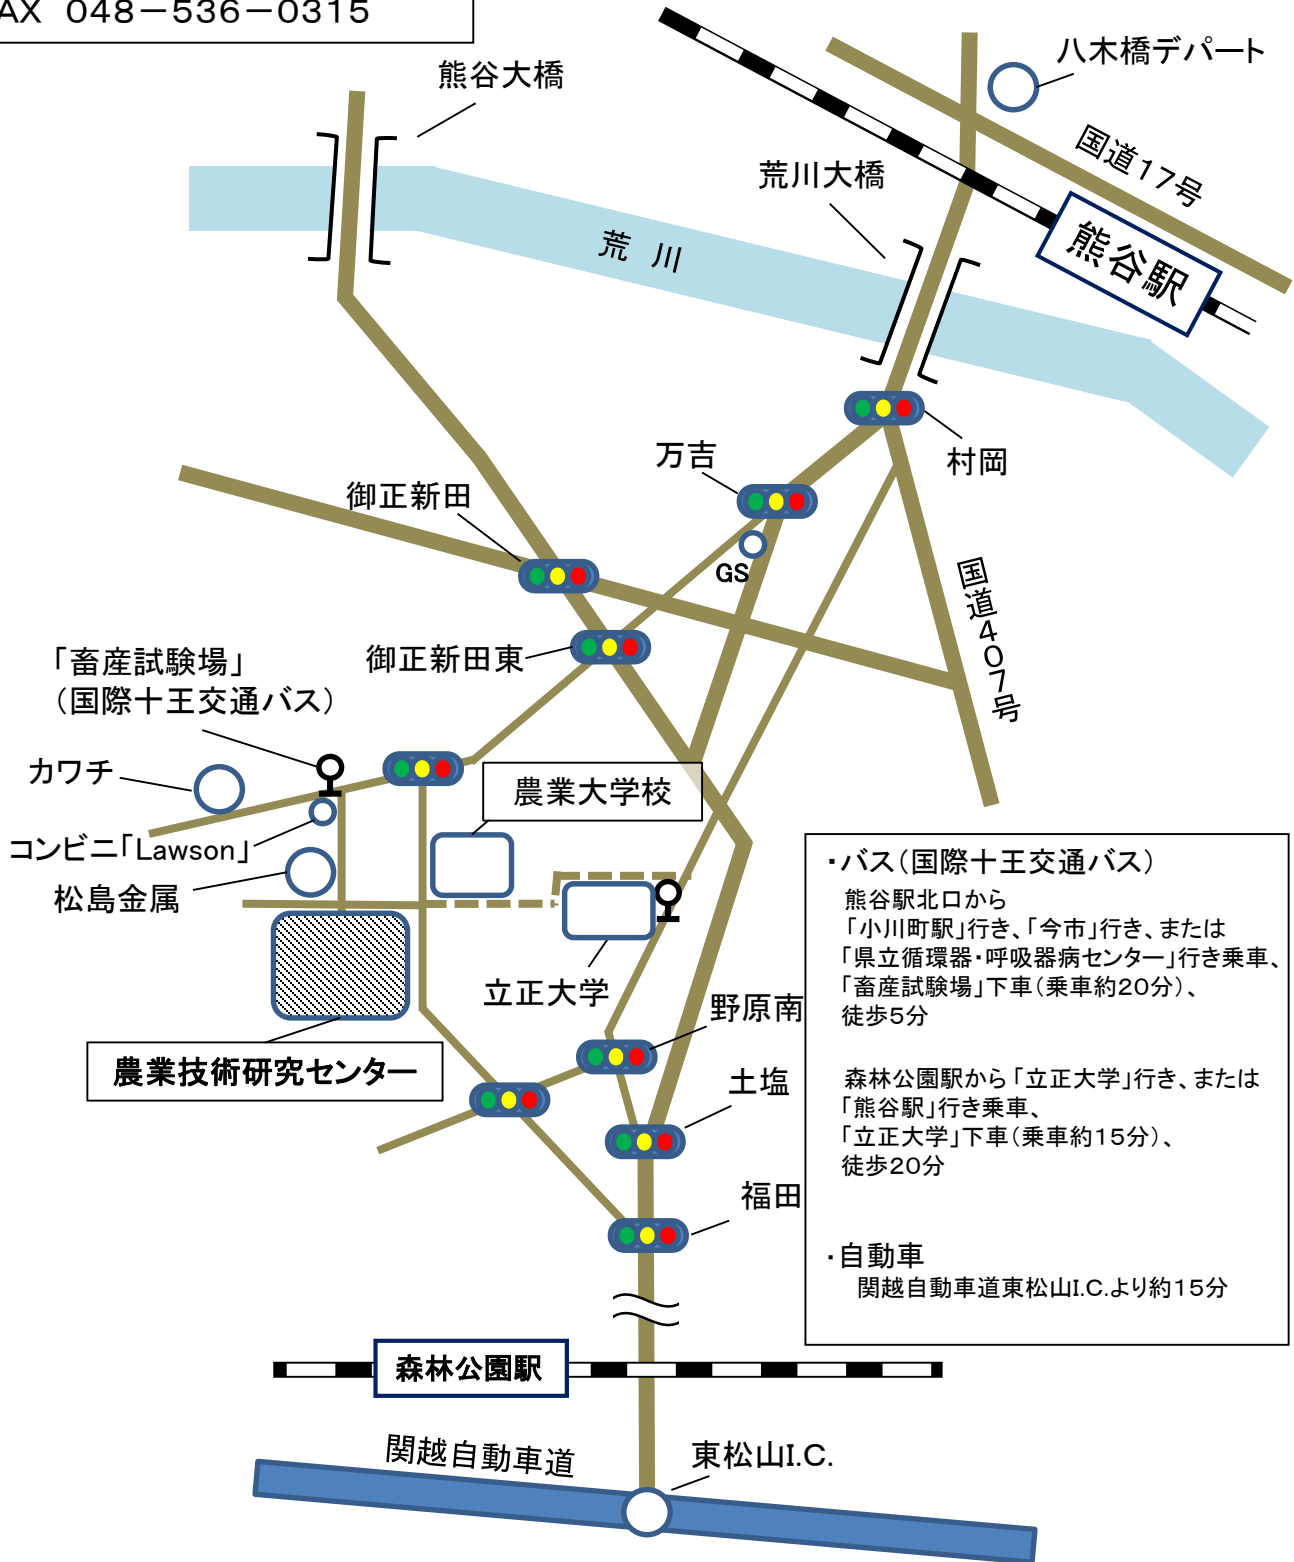 AX 048－536－0315
熊谷大橋
八木橋デパート
国道17号
荒川大橋
荒 川
熊谷駅
万吉
村岡
御正新田
GS
国道407号
御正新田東
「畜産試験場」
（国際十王交通バス）
カワチ
農業大学校
コンビニ「Lawson」
松島金属
立正大学
野原南
農業技術研究センター
土塩
福田
・バス（国際十王交通バス）
熊谷駅北口から
「小川町駅」行き、「今市」行き、または
「県立循環器・呼吸器病センター」行き乗車、
「畜産試験場」下車（乗車約20分）、
徒歩5分
森林公園駅から「立正大学」行き、または
「熊谷駅」行き乗車、
「立正大学」下車（乗車約15分）、
徒歩20分
・自動車
関越自動車道東松山I.C.より約15分
森林公園駅
関越自動車道
東松山I.C.